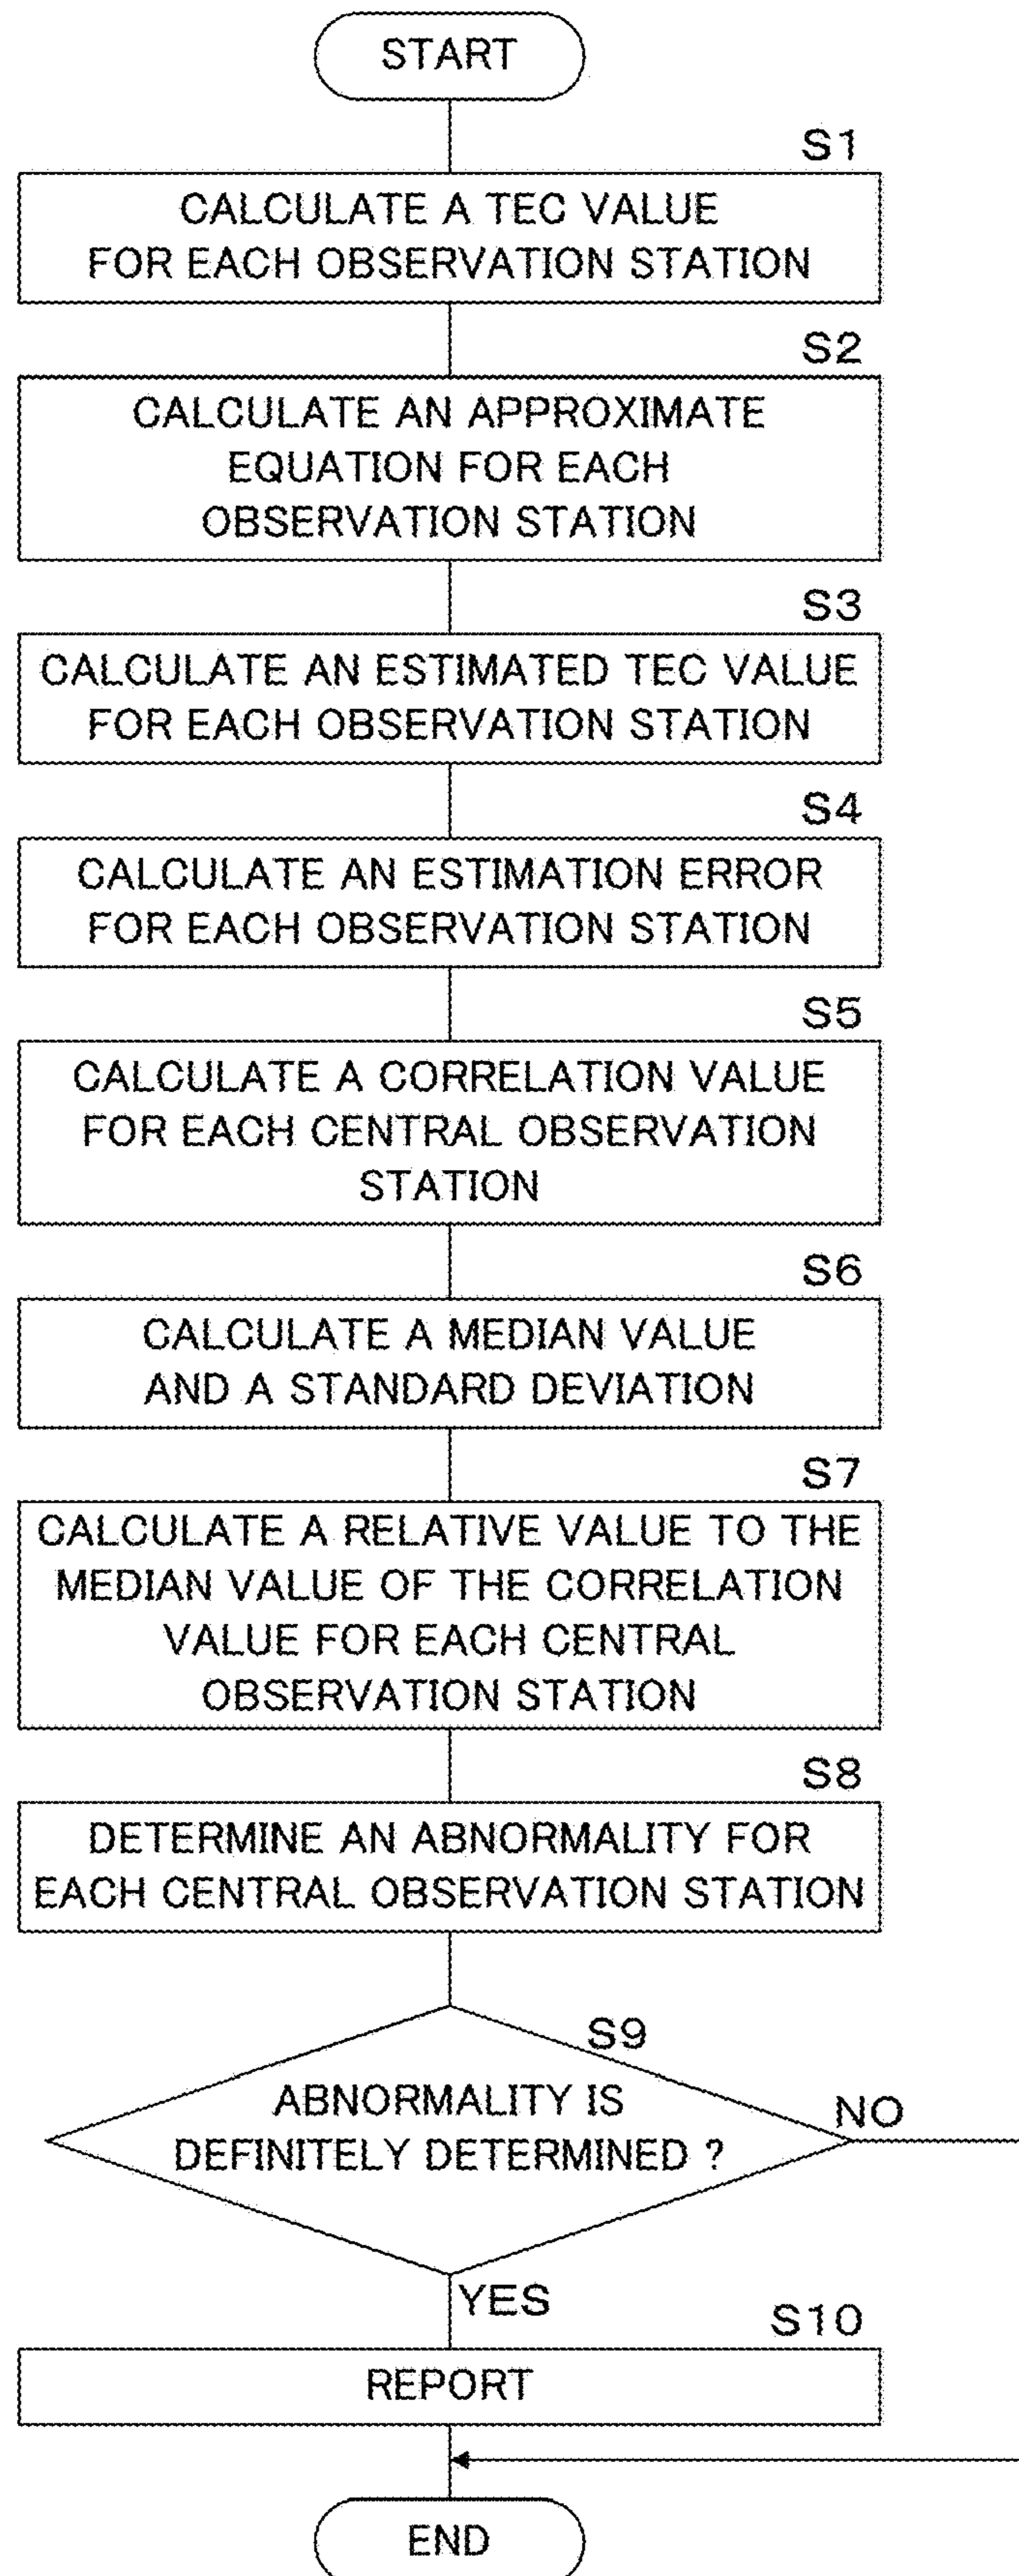 START
S1
CALCULATE A TEC VALUE
FOR EACH OBSERVATION STATION
S2
CALCULATE AN APPROXIMATE
EQUATION FOR EACH
OBSERVATION STATION
S3
CALCULATE AN ESTIMATED TEC VALUE
FOR EACH OBSERVATION STATION
S4
CALCULATE AN ESTIMATION ERROR
FOR EACH OBSERVATION STATION
S5
CALCULATE A CORRELATION VALUE
FOR EACH CENTRAL OBSERVATION
STATION
S6
CALCULATE A MEDIAN VALUE
AND A STANDARD DEVIATION
S7
CALCULATE A RELATIVE VALUE TO THE
MEDIAN VALUE OF THE CORRELATION
VALUE FOR EACH CENTRAL
OBSERVATION STATION
S8
DETERMINE AN ABNORMALITY FOR
EACH CENTRAL OBSERVATION STATION
S9
ABNORMALITY IS
DEFINITELY DETERMINED ?
NO
YES
S10
REPORT
END